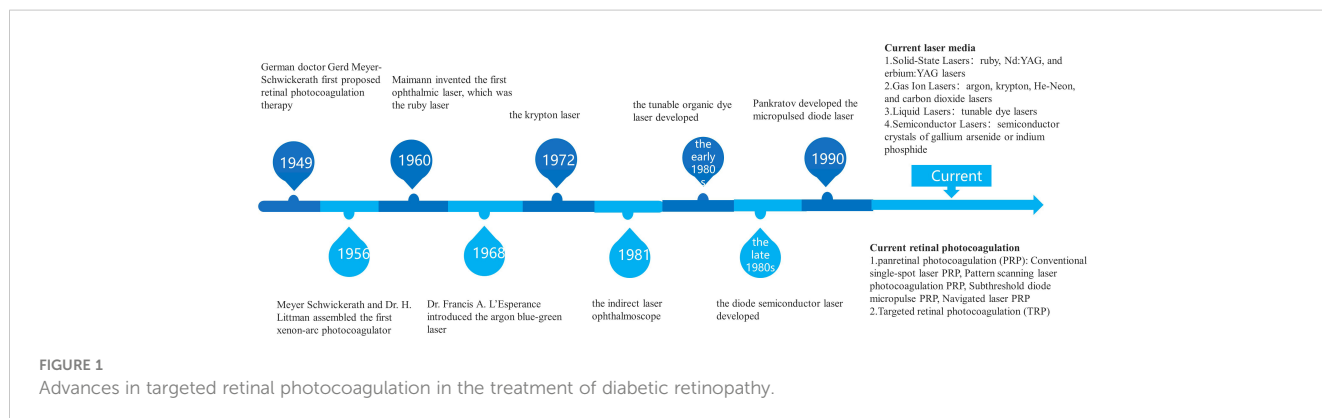 German doctor Gerd Meyer-
Schwickerath first proposed
retinal photocoagulation
therapy
1949
Meyer Schwickerath and Dr. H.
Littman assembled the first
xenon-arc photocoagulator
1956
Maimann invented the first
ophthalmic laser, which was
the ruby laser
1960
Dr. Francis A. L'Esperance
introduced the argon blue-green
laser
1968
the krypton laser
1972
the indirect laser
ophthalmoscope
1981
the tunable organic dye
laser developed
the
early
1980
s
the diode semiconductor laser
developed
the
late
1980s
Pankratov developed the
micropulsed diode laser
1990
Current laser media
1.Solid-State Lasers: ruby, Nd:YAG, and
erbium:YAG lasers
2.Gas Ion Lasers: argon, krypton, He-Neon,
and carbon dioxide lasers
3.Liquid Lasers: tunable dye lasers
4.Semiconductor Lasers: semiconductor
crystals of gallium arsenide or indium
phosphide
Current
Current retinal photocoagulation
1.panretinal photocoagulation (PRP): Conventional
single-spot laser PRP, Pattern scanning laser
photocoagulation PRP, Subthreshold diode
micropulse PRP, Navigated laser PRP
2.Targeted retinal photocoagulation (TRP)
FIGURE 1
Advances in targeted retinal photocoagulation in the treatment of diabetic retinopathy.